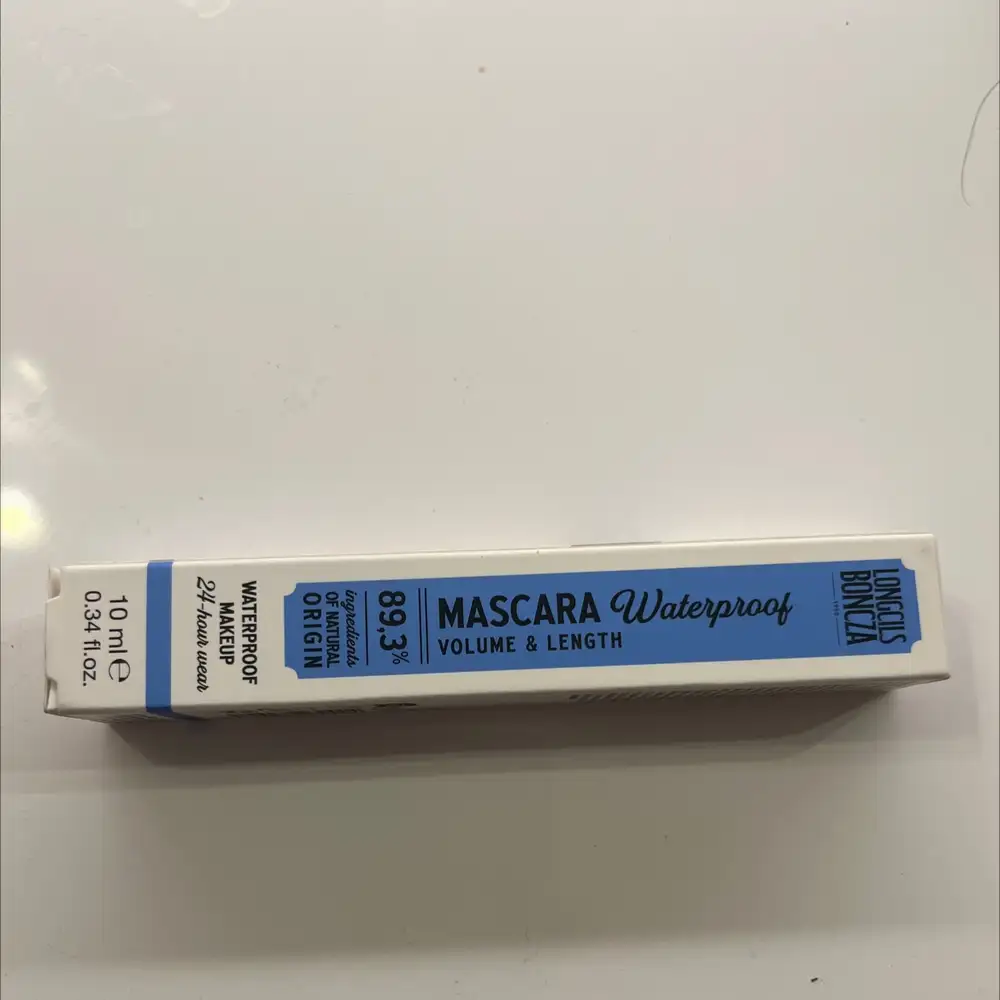 LONGCILS
BONCZA
MASCARA Waterproof
VOLUME & LENGTH
89,3%
ingredients
OF NATURAL
ORIGIN
WATERPROOF
MAKEUP
24-hour wear
10 ml ℮
0.34 fl.oz.